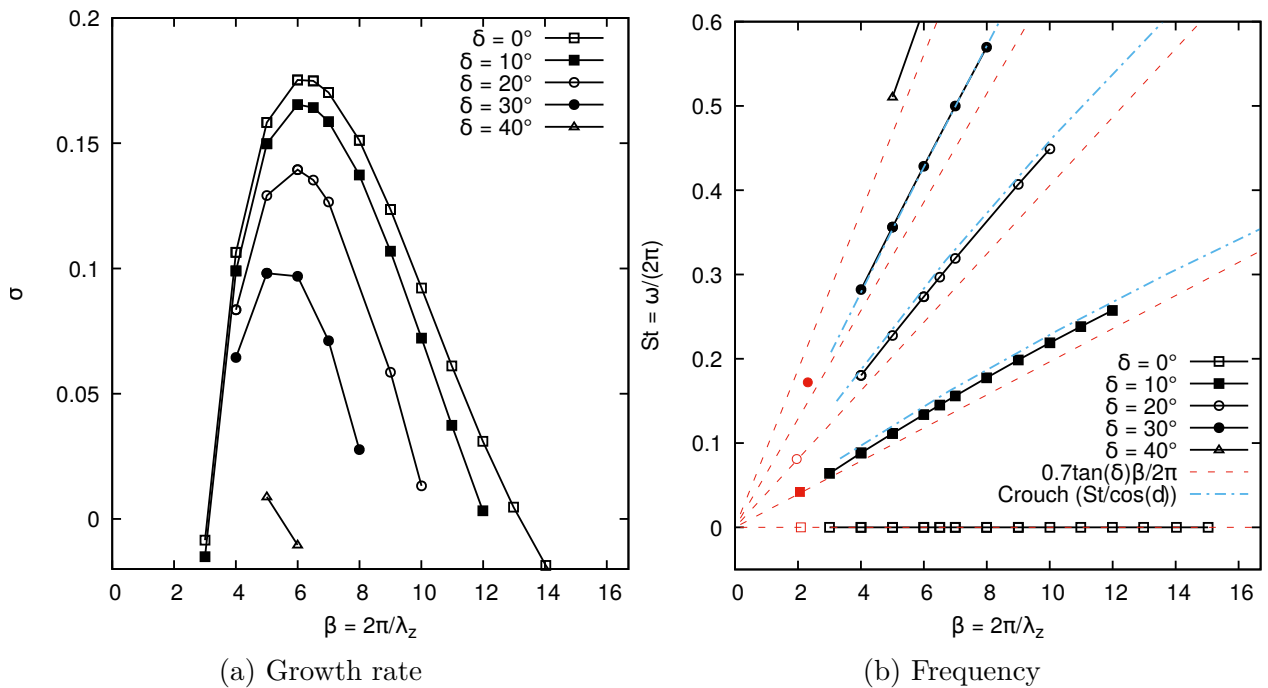 0.2
0.15
0.1
0.05
0
σ
0 2 4 6 8 10 12 14 16
β = 2π/λz
δ = 0°
δ = 10°
δ = 20°
δ = 30°
δ = 40°
(a) Growth rate
0.6
0.5
0.4
0.3
0.2
0.1
0
St = ω/(2π)
0 2 4 6 8 10 12 14 16
β = 2π/λz
δ = 0°
δ = 10°
δ = 20°
δ = 30°
δ = 40°
0.7tan(δ)β/2π
Crouch (St/cos(d))
(b) Frequency